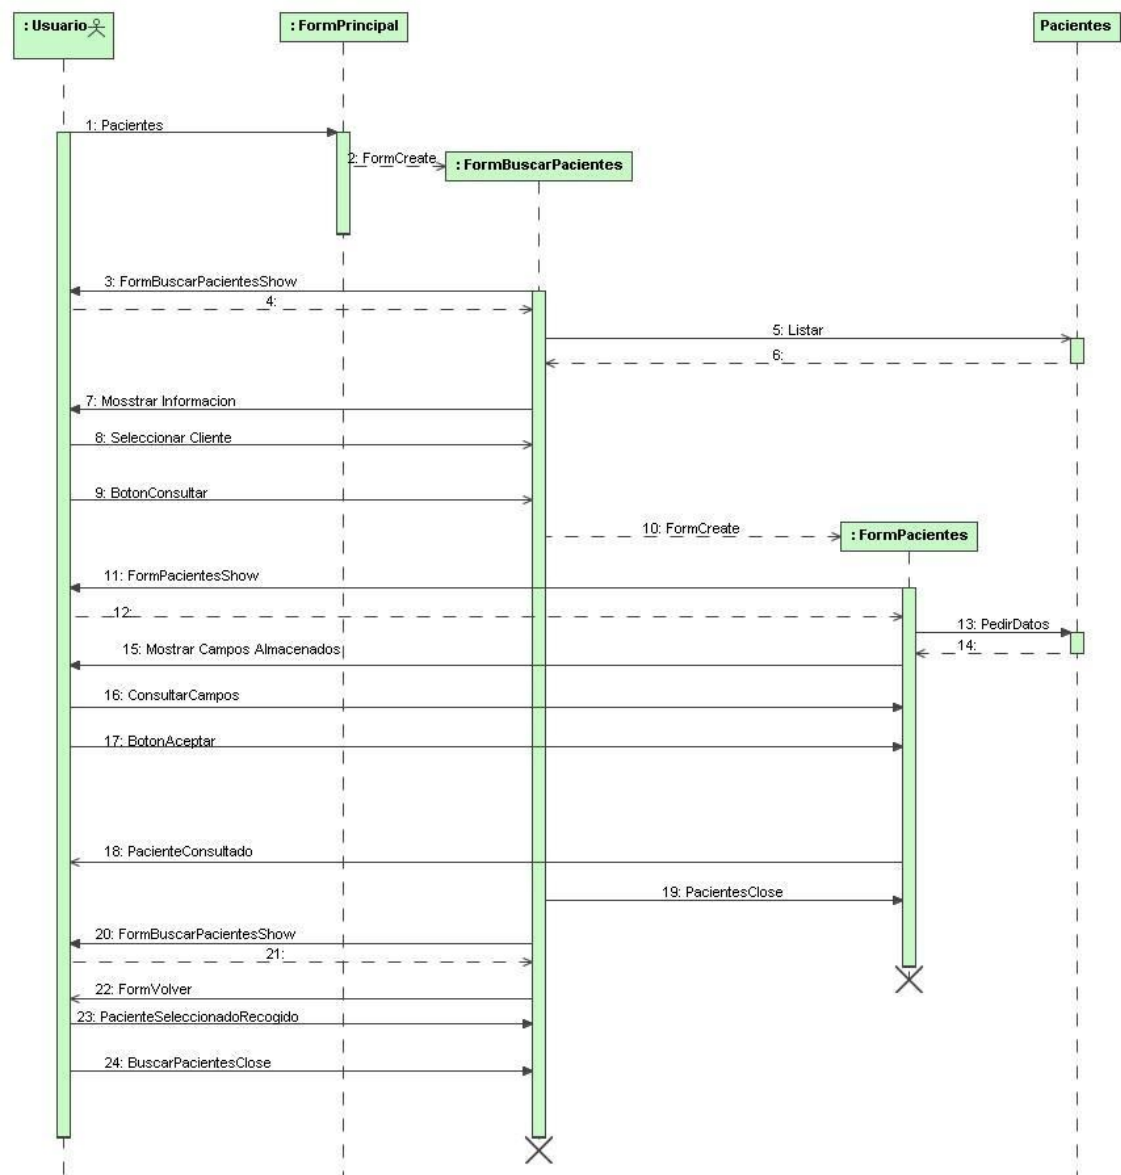 : Usuario
: FormPrincipal
Pacientes
1: Pacientes
2: FormCreate
: FormBuscarPacientes
3: FormBuscarPacientesShow
4:
5: Listar
6:
7: Mosstrar Informacion
8: Seleccionar Cliente
9: BotonConsultar
10: FormCreate
: FormPacientes
11: FormPacientesShow
12:
13: PedirDatos
14:
15: Mostrar Campos Almacenados
16: ConsultarCampos
17: BotonAceptar
18: PacienteConsultado
19: PacientesClose
20: FormBuscarPacientesShow
21:
22: FormVolver
23: PacienteSeleccionadoRecogido
24: BuscarPacientesClose